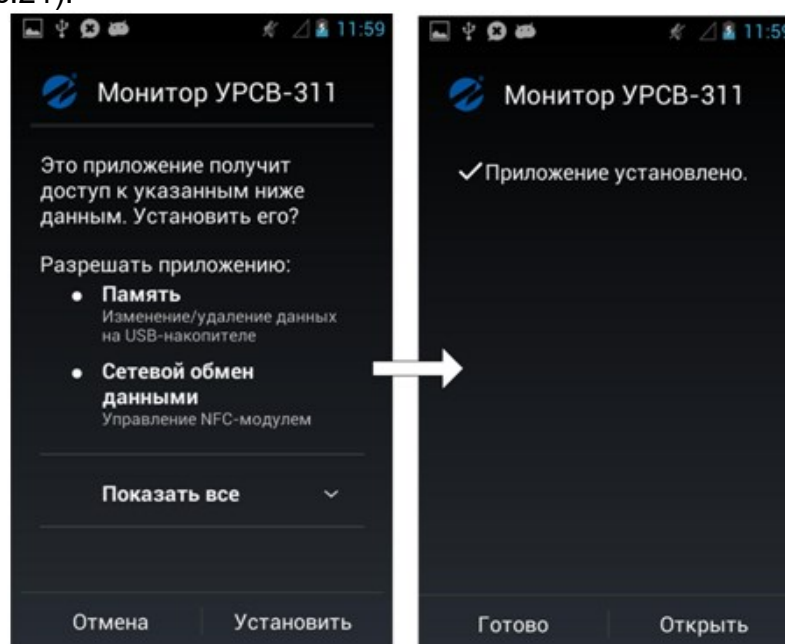 11:59
Монитор УРСВ-311
Это приложение получит
доступ к указанным ниже
данным. Установить его?
Разрешать приложению:
• Память
Изменение/удаление данных
на USB-накопителе
• Сетевой обмен
данными
Управление NFC-модулем
Показать все
Отмена Установить
11:59
Монитор УРСВ-311
✓Приложение установлено.
Готово Открыть